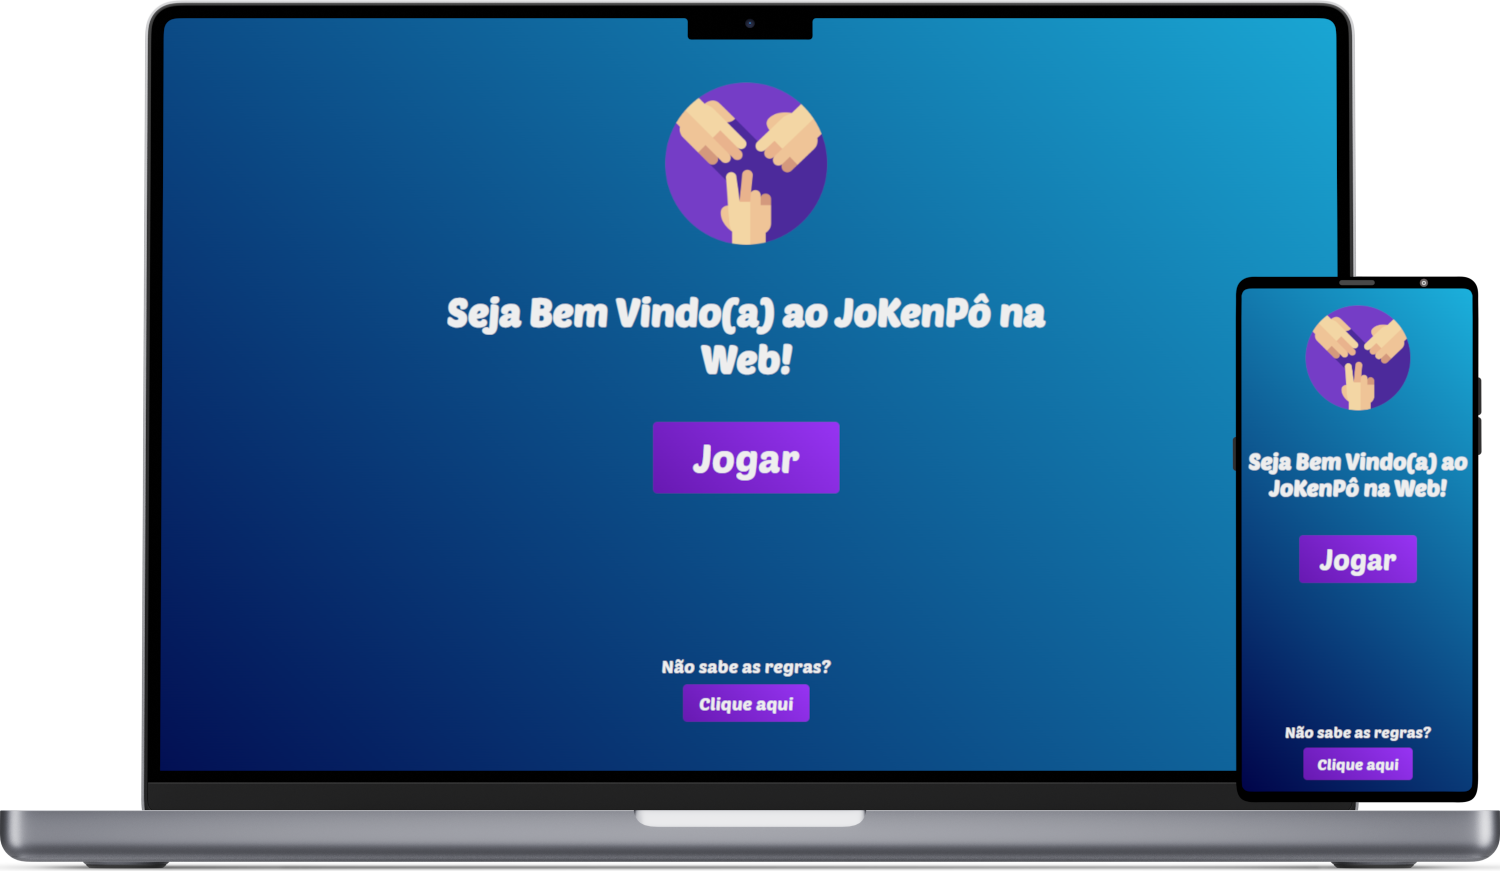 Seja Bem Vindo(a) ao JoKenPô na
Web!
Jogar
Não sabe as regras?
Clique aqui
Seja Bem Vindo(a) ao
JoKenPô na Web!
Jogar
Não sabe as regras?
Clique aqui